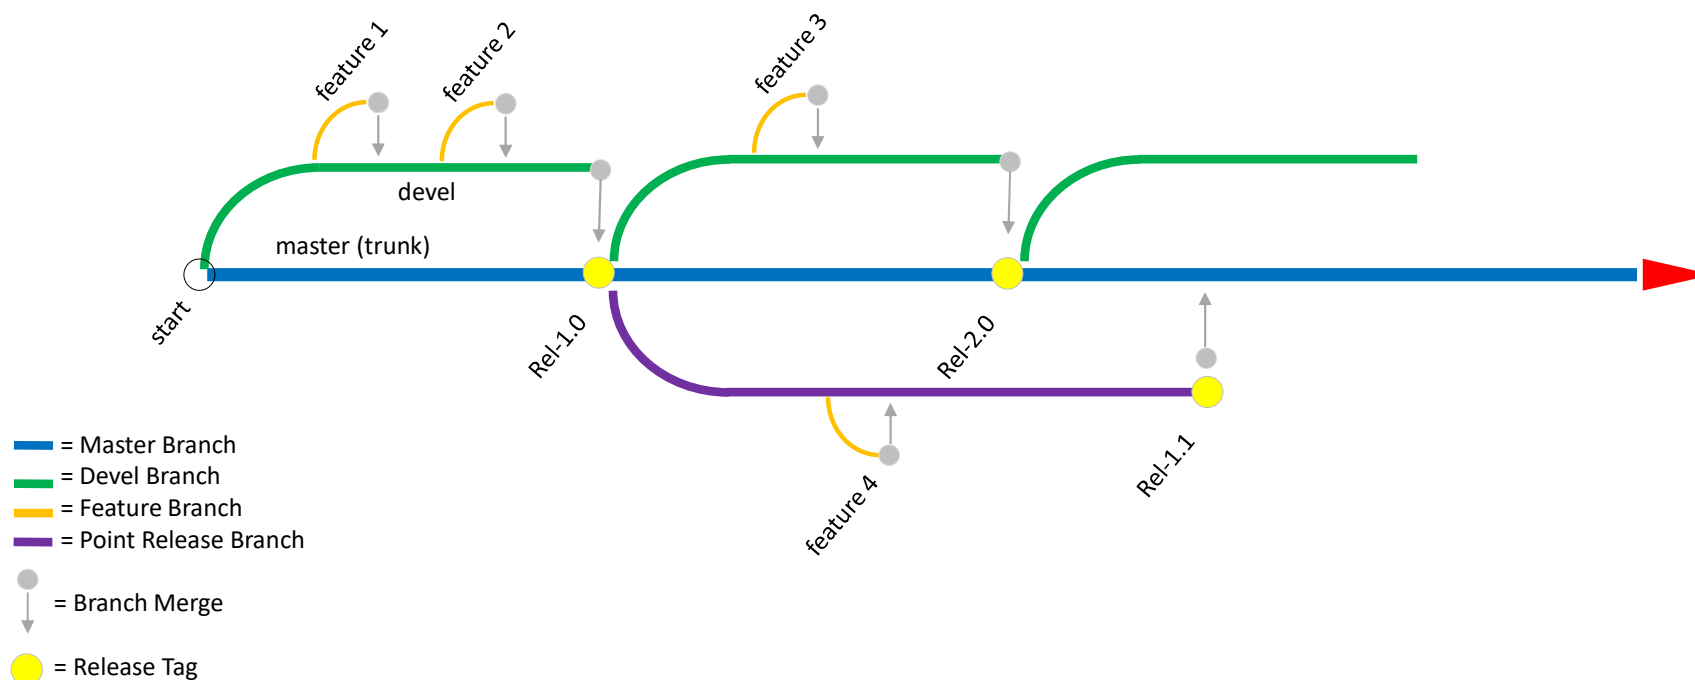 feature 1
feature 2
feature 3
devel
master (trunk)
start
Rel-1.0
Rel-2.0
Rel-1.1
feature 4
= Master Branch
= Devel Branch
= Feature Branch
= Point Release Branch
= Branch Merge
= Release Tag